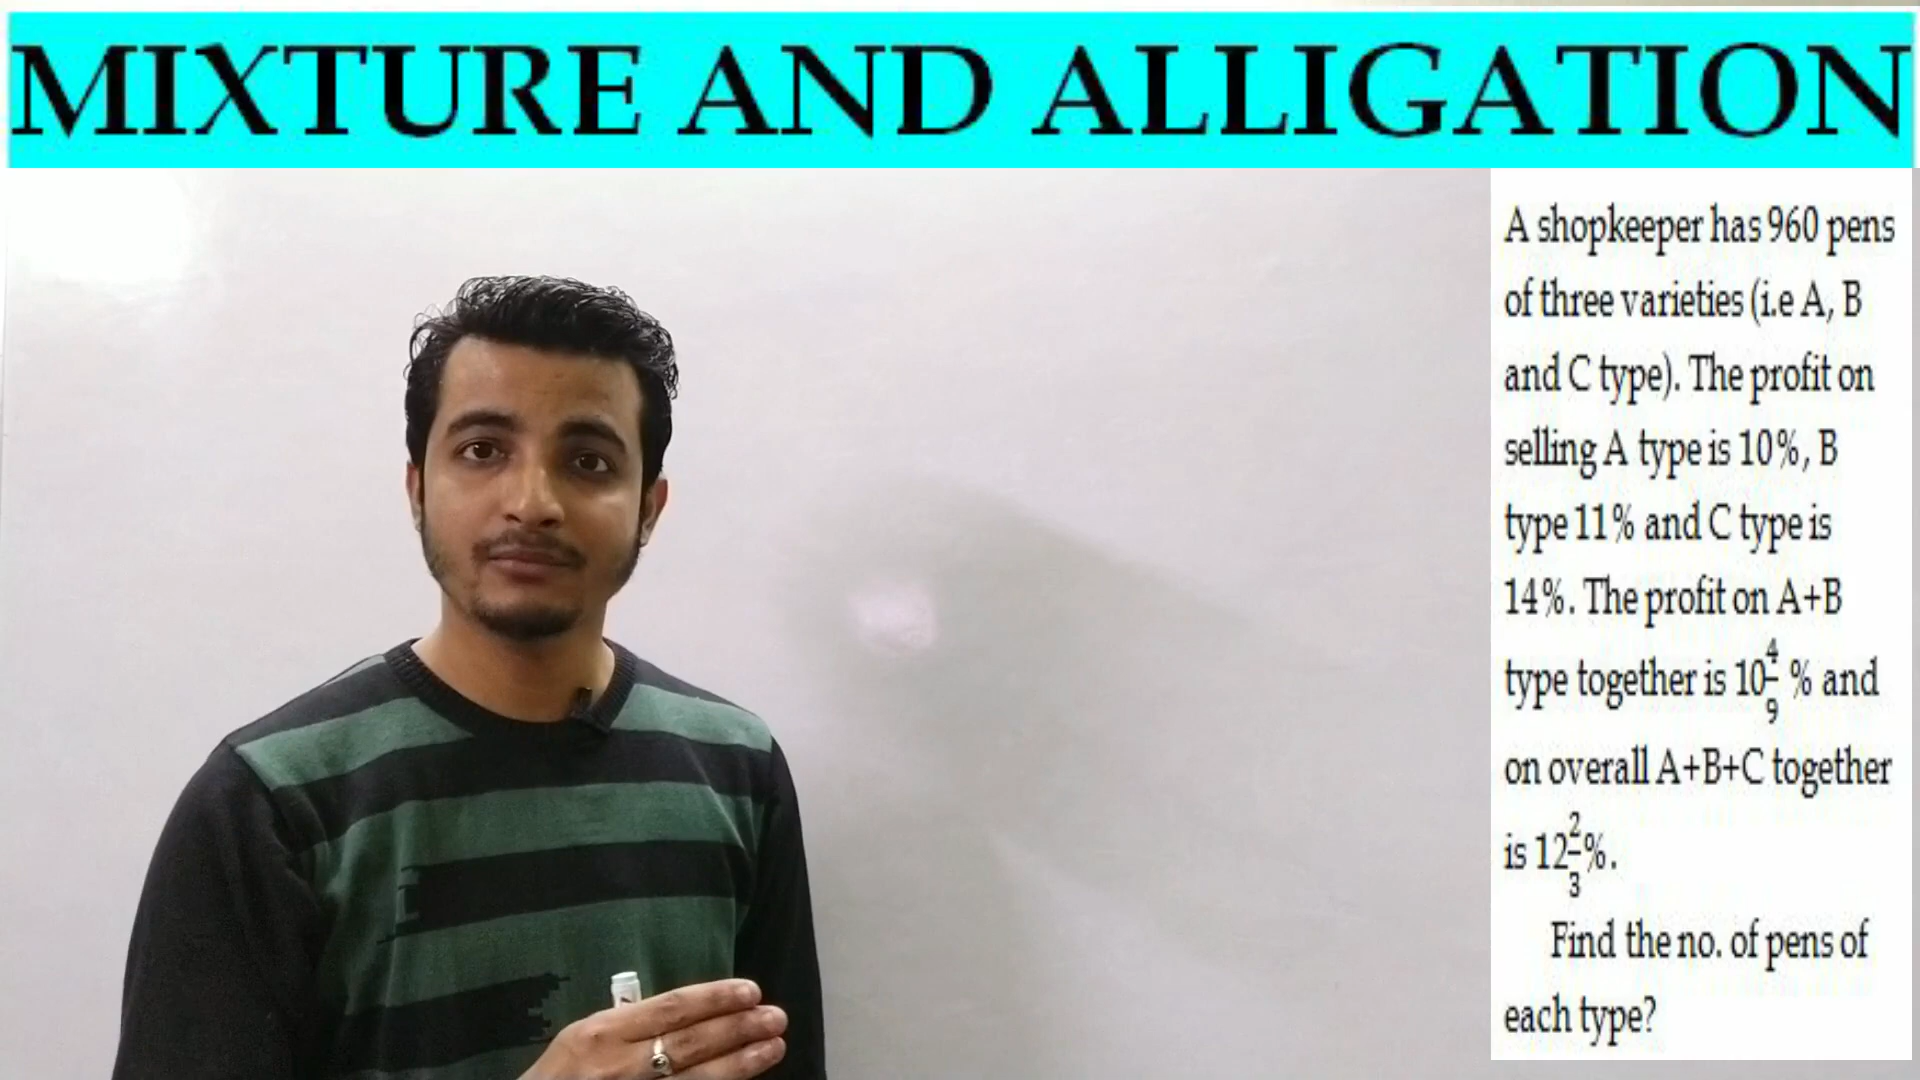 MIXTURE AND ALLIGATION
A shopkeeper has 960 pens
of three varieties (i.e A, B
and C type). The profit on
selling A type is 10%, B
type 11% and C type is
14%. The profit on A+B
type together is 10 4/9 % and
on overall A+B+C together
is 12 2/3%.
Find the no. of pens of
each type?